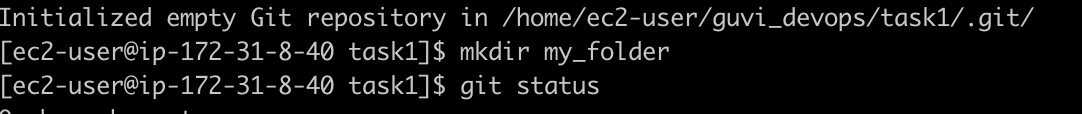 Initialized empty Git repository in /home/ec2-user/guvi_devops/task1/.git/
[ec2-user@ip-172-31-8-40 task1]$ mkdir my_folder
[ec2-user@ip-172-31-8-40 task1]$ git status